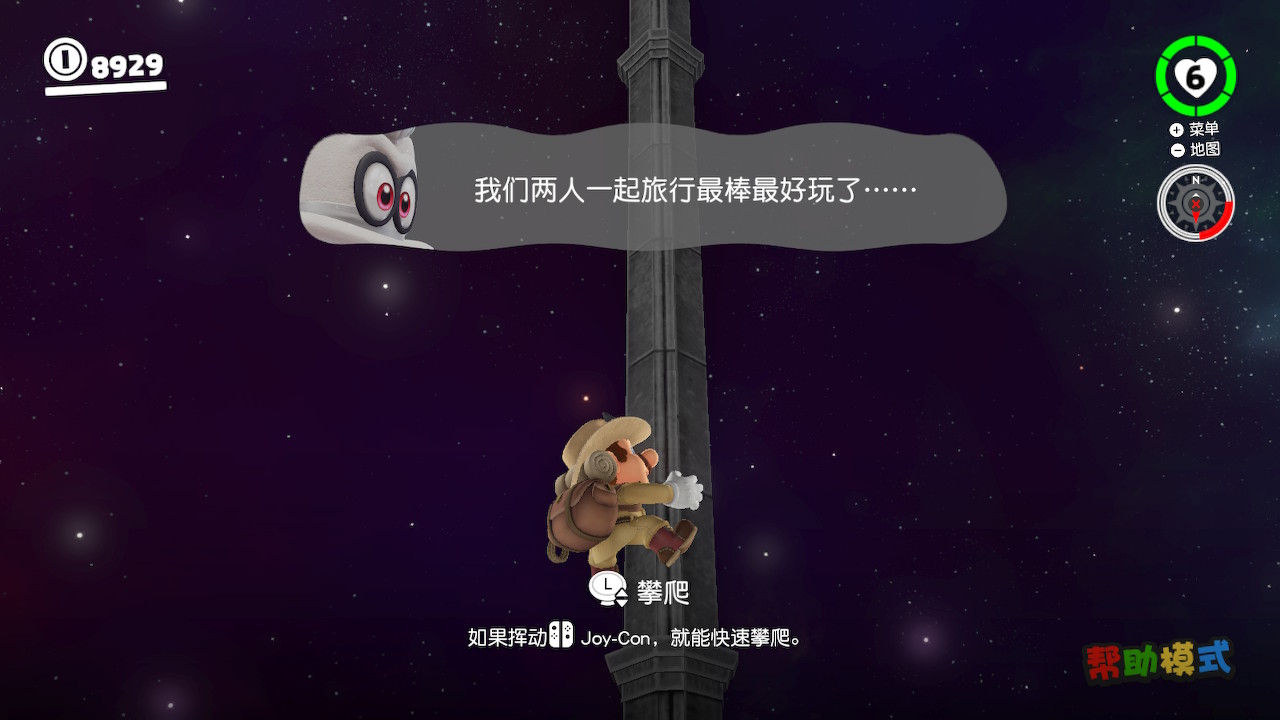 8929
6
菜单
地图
N
我们两人一起旅行最棒最好玩了……
L 攀爬
如果挥动 Joy-Con，就能快速攀爬。
帮助模式